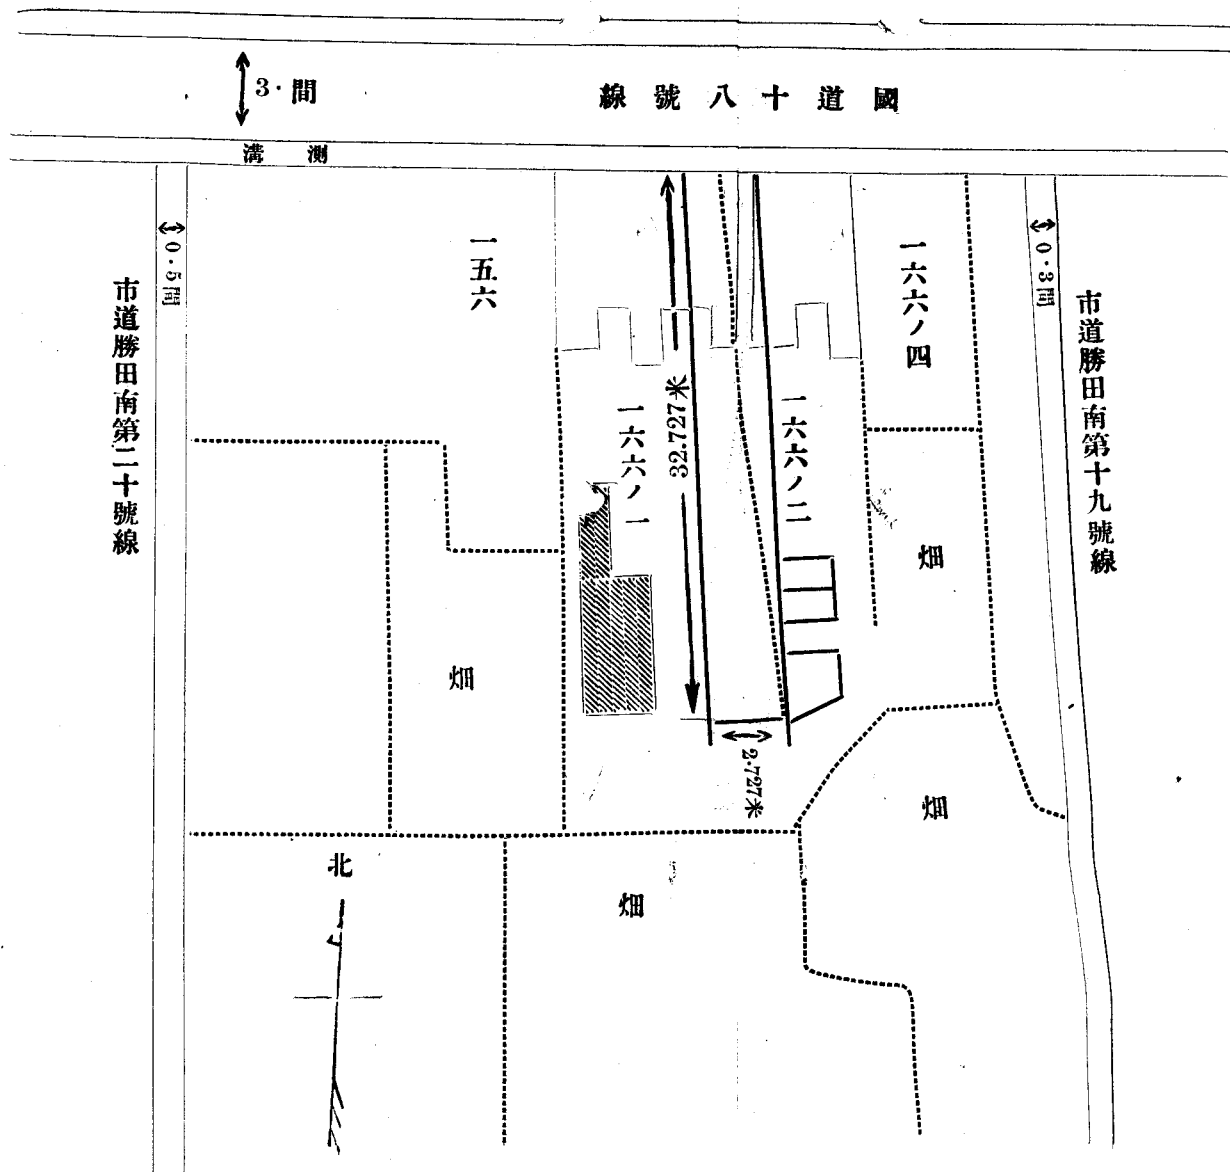 3·間
線號八十道國
溝測
0·5間
市道勝田南第二十號線
一五六
一六六ノ一
32.727米
一六六ノ二
一六六ノ四
0·3間
市道勝田南第十九號線
畑
畑
2.727米
畑
畑
北